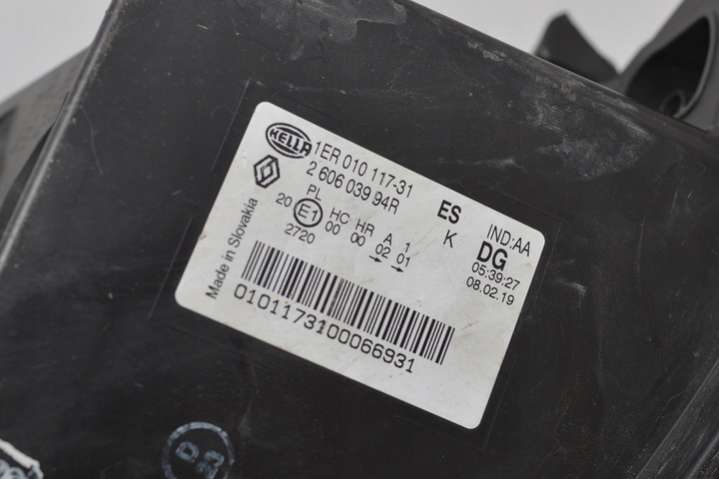 HELLA 1ER 010 117-31
2 606 039 94R
ES IND:AA
K DG
05:39:27
08.02.19
PL HC HR A 1
20 E1 00 00 02 01
2720
Made in Slovakia
0101173100066931